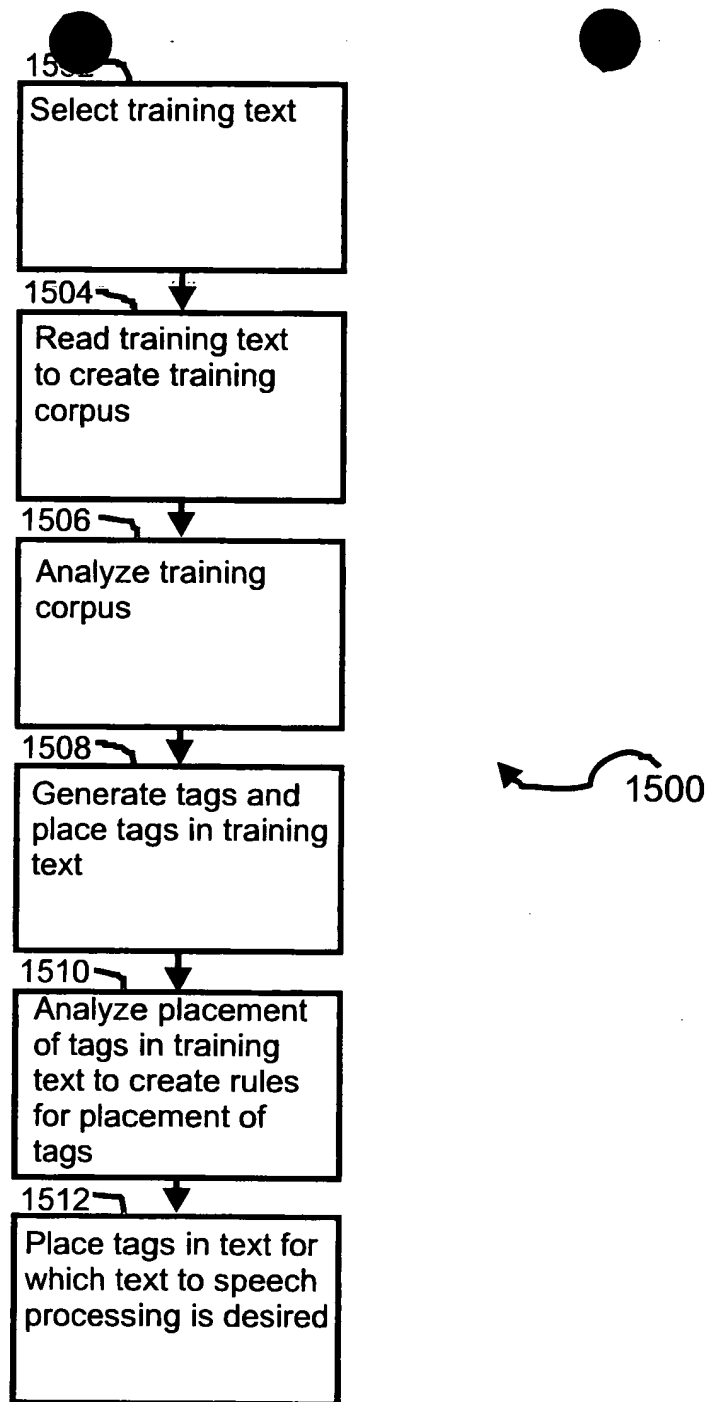 Select training text
1504
Read training text
to create training
corpus
1506
Analyze training
corpus
1508
Generate tags and
place tags in training
text
1500
1510
Analyze placement
of tags in training
text to create rules
for placement of
tags
1512
Place tags in text for
which text to speech
processing is desired